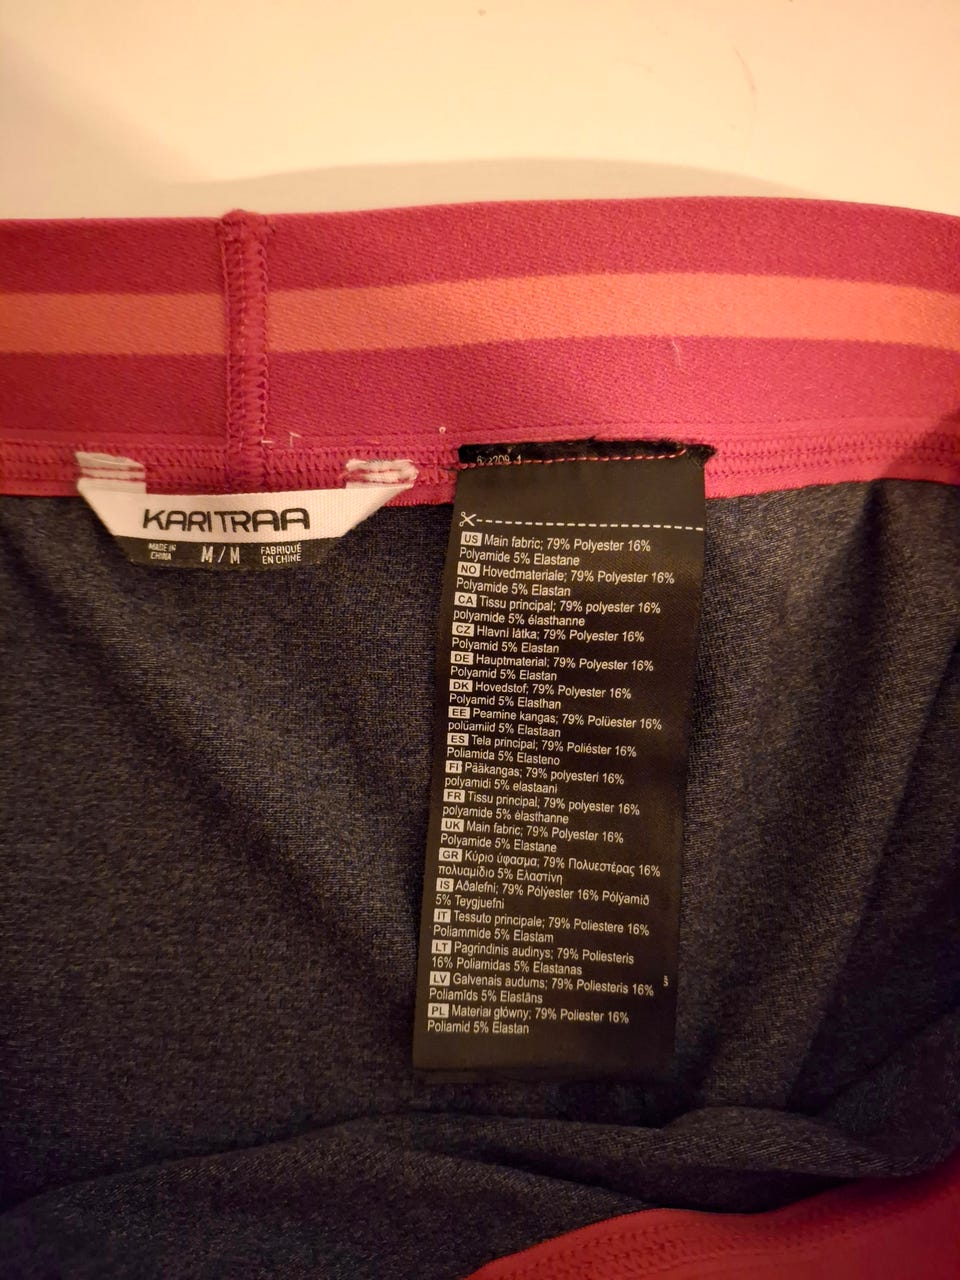 KARI TRAA
MADE IN
CHINA
M / M
FABRIQUÉ
EN CHINE
US Main fabric; 79% Polyester 16%
Polyamide 5% Elastane
NO Hovedmateriale; 79% Polyester 16%
Polyamide 5% Elastan
CA Tissu principal; 79% polyester 16%
polyamide 5% élasthanne
CZ Hlavní látka; 79% Polyester 16%
Polyamid 5% Elastan
DE Hauptmaterial; 79% Polyester 16%
Polyamid 5% Elastan
DK Hovedstof; 79% Polyester 16%
Polyamid 5% Elasthan
EE Peamine kangas; 79% Polüester 16%
polüamiid 5% Elastaan
ES Tela principal; 79% Poliéster 16%
Poliamida 5% Elasteno
FI Pääkangas; 79% polyesteri 16%
polyamidi 5% elastaani
FR Tissu principal; 79% polyester 16%
polyamide 5% élasthanne
UK Main fabric; 79% Polyester 16%
Polyamide 5% Elastane
GR Κύριο ύφασμα; 79% Πολυεστέρας 16%
πολυαμίδιο 5% Ελαστίνη
IS Aðalefni; 79% Pólýester 16% Pólýamíð
5% Teygjuefni
IT Tessuto principale; 79% Poliestere 16%
Poliammide 5% Elastam
LT Pagrindinis audinys; 79% Poliesteris
16% Poliamidas 5% Elastanas
LV Galvenais audums; 79% Poliesteris 16%
Poliamīds 5% Elastāns
PL Materiał główny; 79% Poliester 16%
Poliamid 5% Elastan